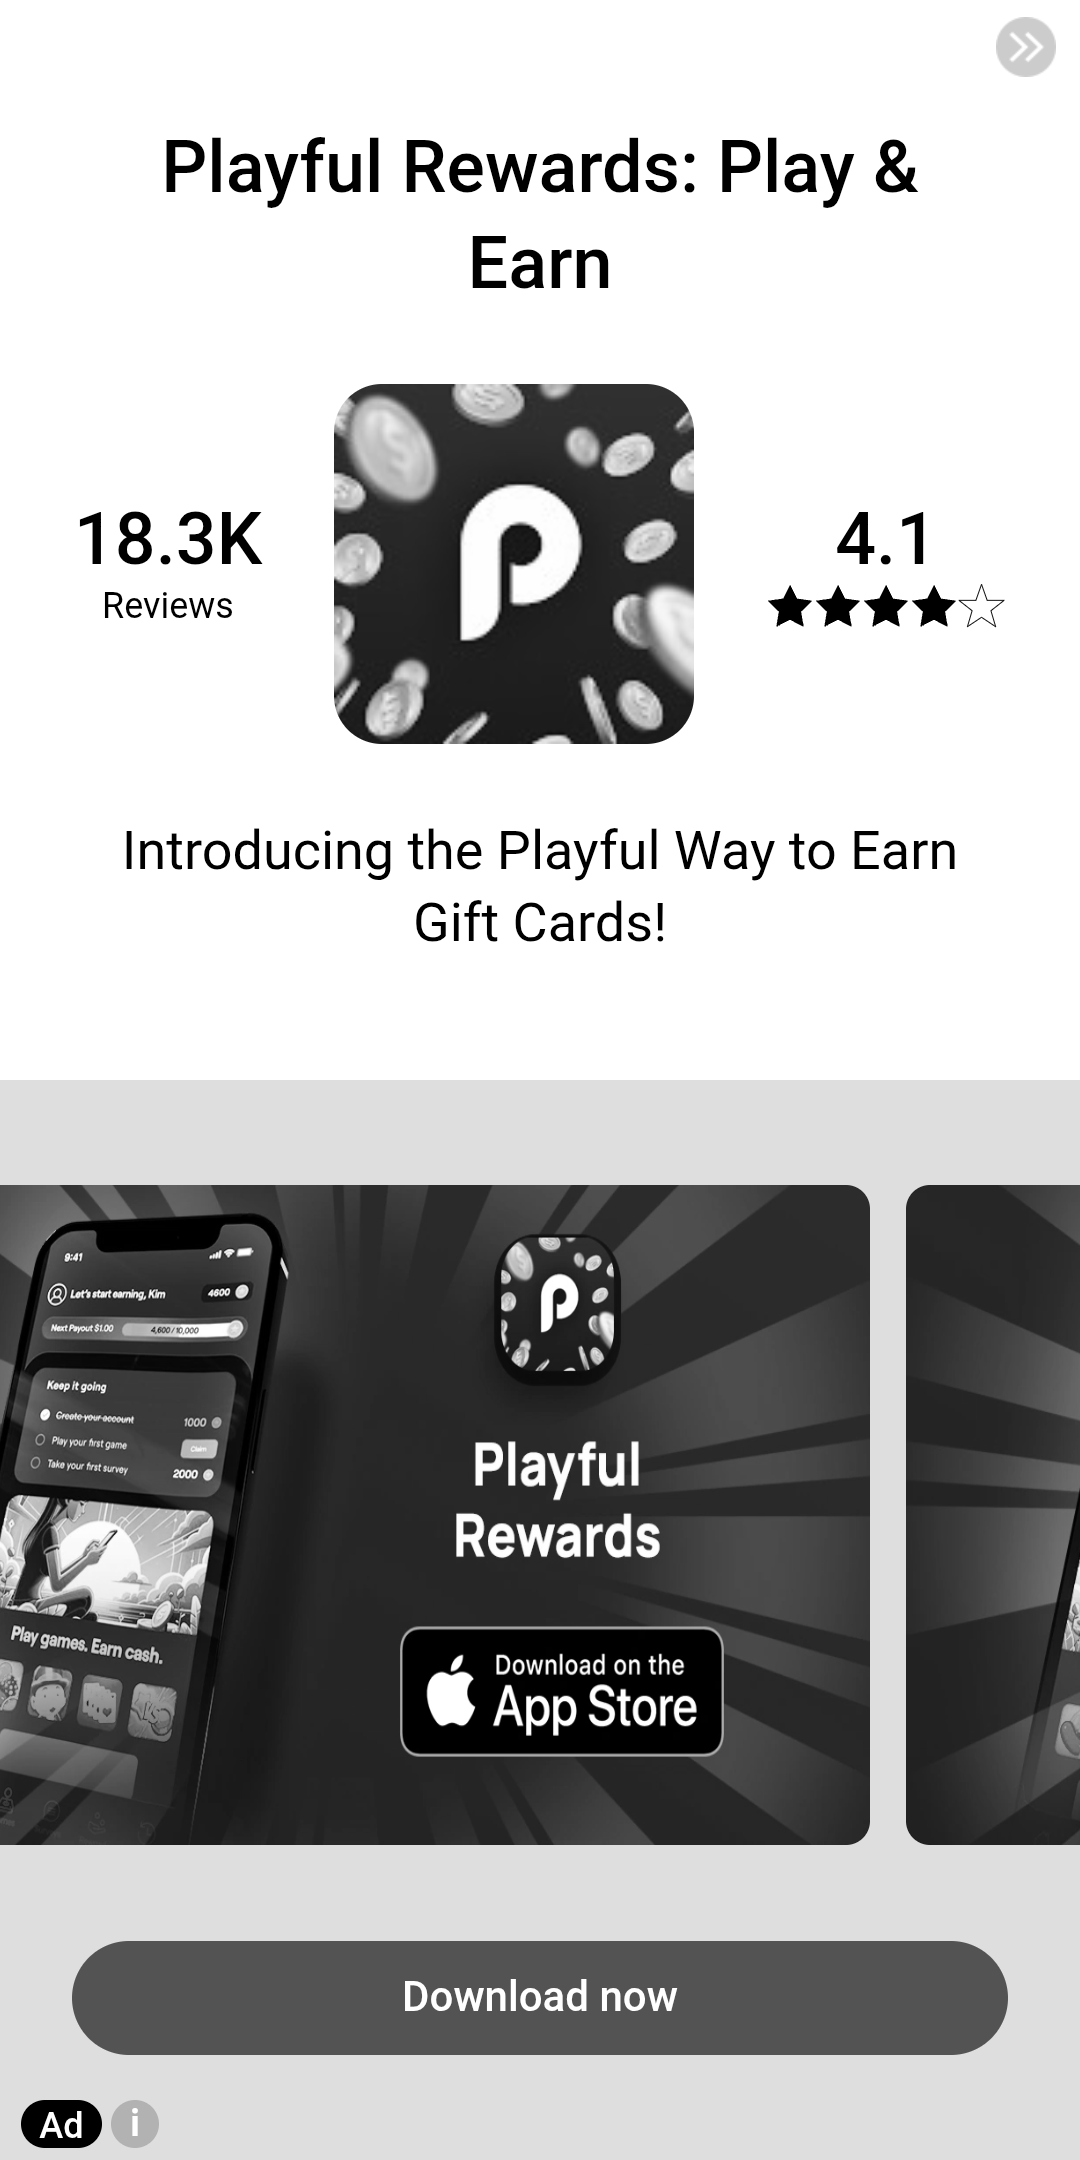 Playful Rewards: Play &
Earn
18.3K
Reviews
4.1
Introducing the Playful Way to Earn
Gift Cards!
9:41
Let's start earning, Kim
4600
Next Payout $1.00
4,600 / 10,000
Keep it going
Create your account
1000
Play your first game
Claim
Take your first survey
2000
Play games. Earn cash.
Playful
Rewards
Download on the
App Store
Download now
Ad
i